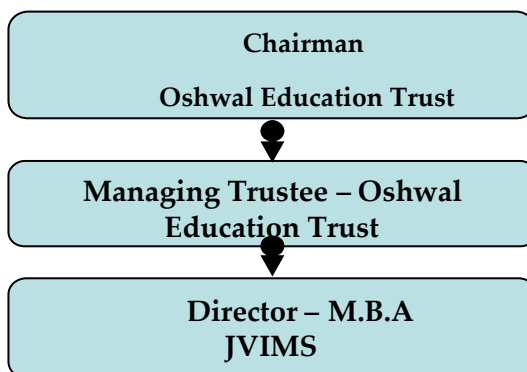 Chairman
Oshwal Education Trust
Managing Trustee – Oshwal
Education Trust
Director – M.B.A
JVIMS